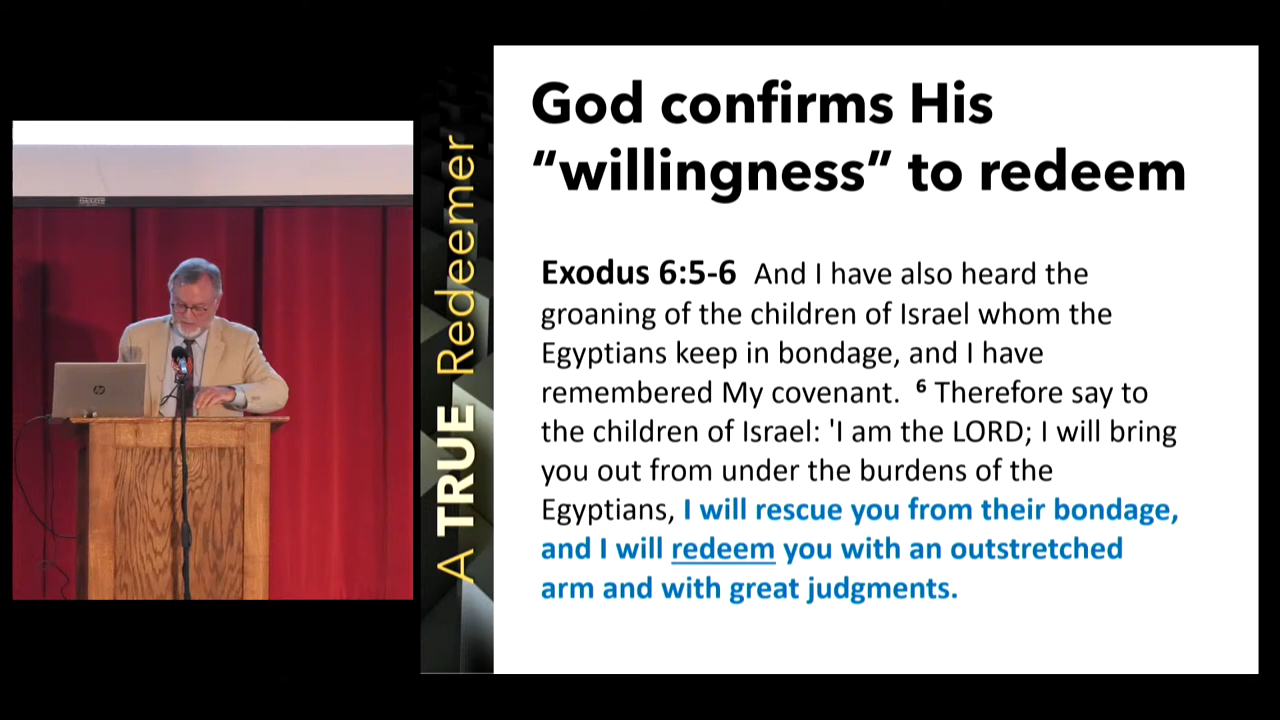 God confirms His
“willingness” to redeem
A TRUE Redeemer
Exodus 6:5-6 And I have also heard the
groaning of the children of Israel whom the
Egyptians keep in bondage, and I have
remembered My covenant. ⁶ Therefore say to
the children of Israel: 'I am the LORD; I will bring
you out from under the burdens of the
Egyptians, I will rescue you from their bondage,
and I will redeem you with an outstretched
arm and with great judgments.
hp